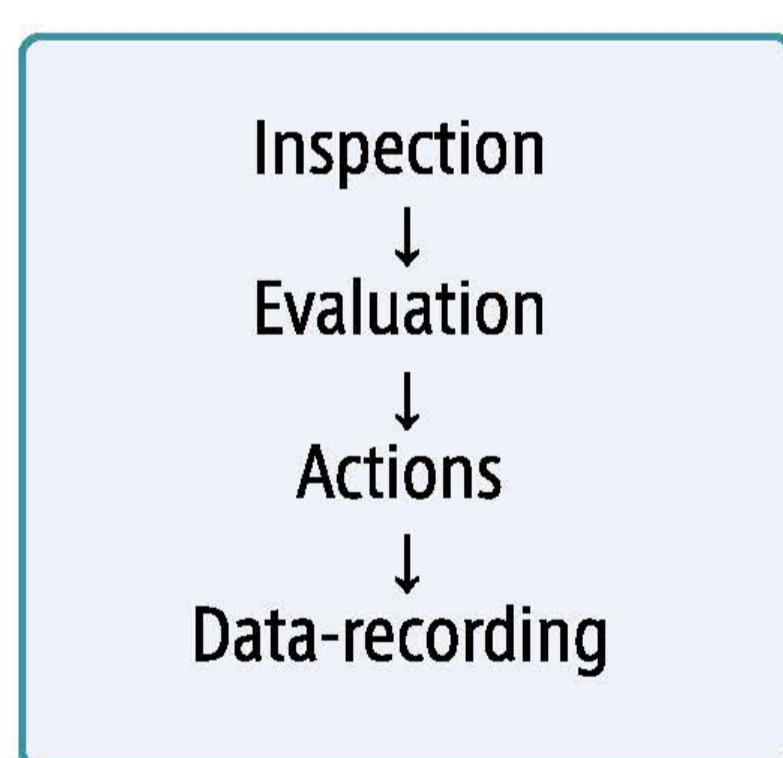 Inspection
↓
Evaluation
↓
Actions
↓
Data-recording